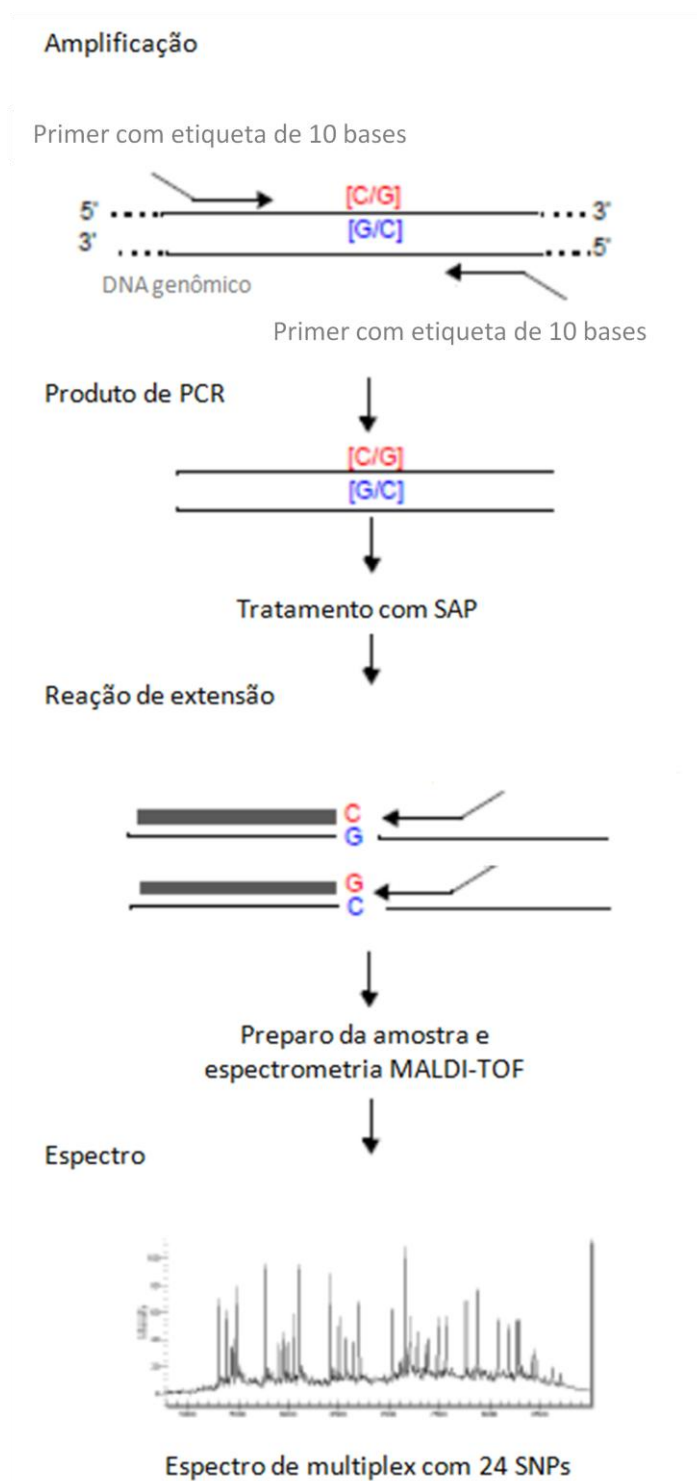 Amplificação
Primer com etiqueta de 10 bases
[C/G]
5' 3'
[G/C]
3' 5'
DNA genômico
Primer com etiqueta de 10 bases
Produto de PCR
[C/G]
[G/C]
Tratamento com SAP
Reação de extensão
C
G
G
C
Preparo da amostra e
espectrometria MALDI-TOF
Espectro
Espectro de multiplex com 24 SNPs